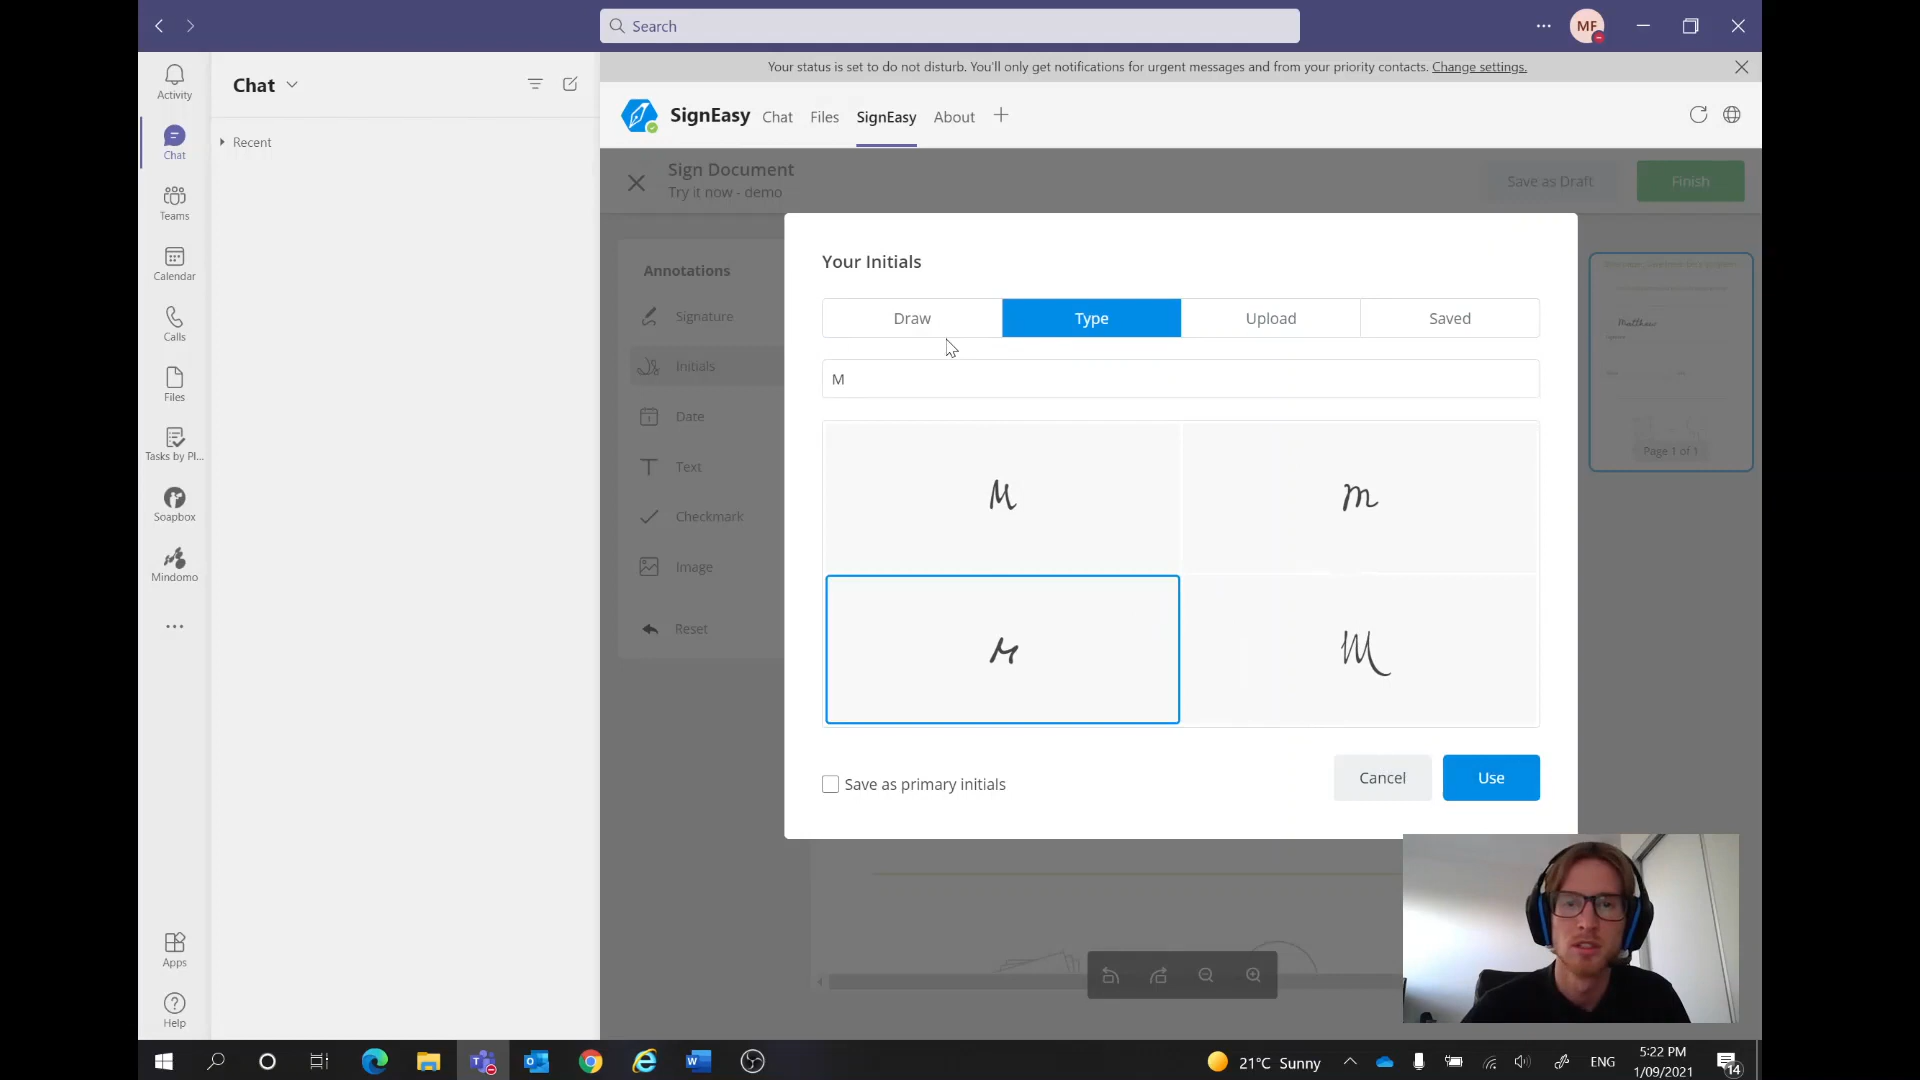 Search
MF
Your status is set to do not disturb. You'll only get notifications for urgent messages and from your priority contacts. Change settings.
Activity
Chat
Teams
Calendar
Calls
Files
Tasks by Pl...
Soapbox
Mindomo
Apps
Help
Chat
Recent
SignEasy
Chat
Files
SignEasy
About
Sign Document
Try it now - demo
Save as Draft
Finish
Annotations
Signature
Initials
Date
Text
Checkmark
Image
Reset
Your Initials
Draw
Type
Upload
Saved
M
M
m
M
M
Save as primary initials
Cancel
Use
Matthew
Page 1 of 1
21°C Sunny
ENG
5:22 PM
1/09/2021
14